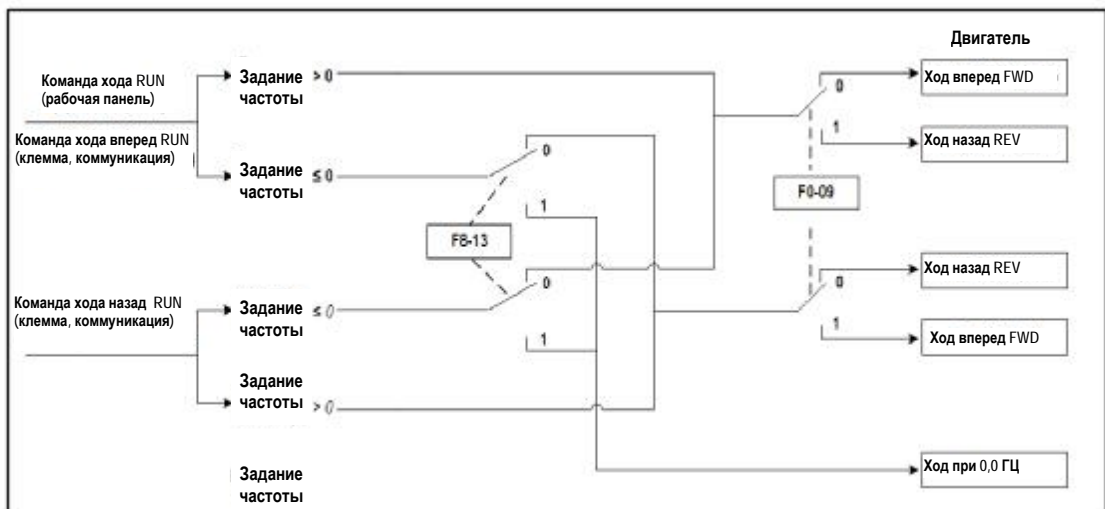 Двигатель
Команда хода RUN
(рабочая панель)
Задание
частоты
> 0
0
Ход вперед FWD
Команда хода вперед RUN
(клемма, коммуникация)
Задание
частоты
≤ 0
0
1
Ход назад REV
1
F8-13
F0-09
Команда хода назад RUN
(клемма, коммуникация)
Задание
частоты
≤ 0
0
0
Ход назад REV
1
1
Ход вперед FWD
Задание
частоты
> 0
Задание
частоты
Ход при 0,0 ГЦ